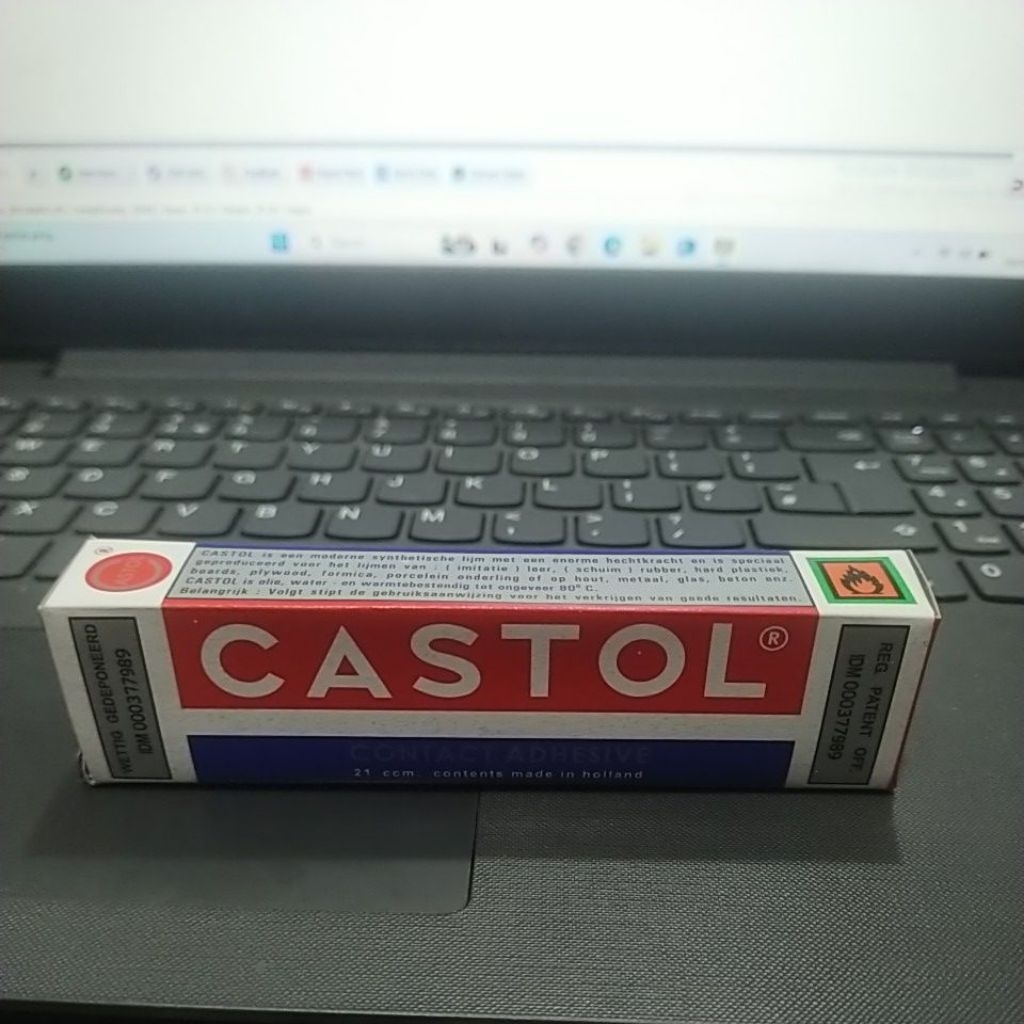 CASTOL
CASTOL is een moderne synthetische lijm met een enorme hechtkracht en is speciaal
geproduceerd voor het lijmen van : ( imitatie ) leer, ( schuim ) rubber, hard plastiek,
boards, plywood, formica, porcelein onderling of op hout, metaal, glas, beton enz.
CASTOL is olie, water - en warmtebestendig tot ongeveer 80° C.
Belangrijk : Volgt stipt de gebruiksaanwijzing voor het verkrijgen van goede resultaten.
WETTIG GEDEPONEERD
IDM 000377989
CASTOL®
CONTACT ADHESIVE
21 ccm. contents made in holland
REG. PATENT OFF.
IDM 000377989
W E R T Y U I O P
S D F G H J K L
X C V B N M